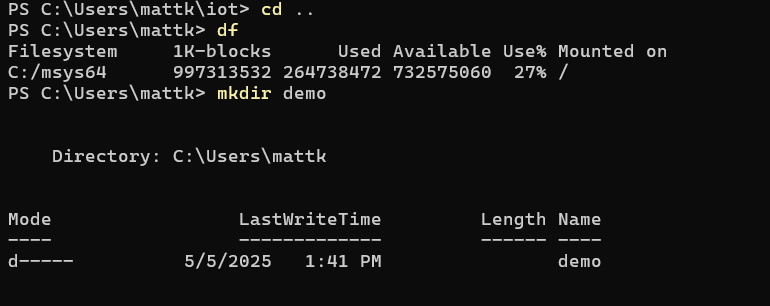 PS C:\Users\mattk\iot> cd ..
PS C:\Users\mattk> df
Filesystem     1K-blocks      Used Available Use% Mounted on
C:/msys64      997313532 264738472 732575060  27% /
PS C:\Users\mattk> mkdir demo
    Directory: C:\Users\mattk
Mode                 LastWriteTime         Length Name
----                 -------------         ------ ----
d-----          5/5/2025   1:41 PM                demo